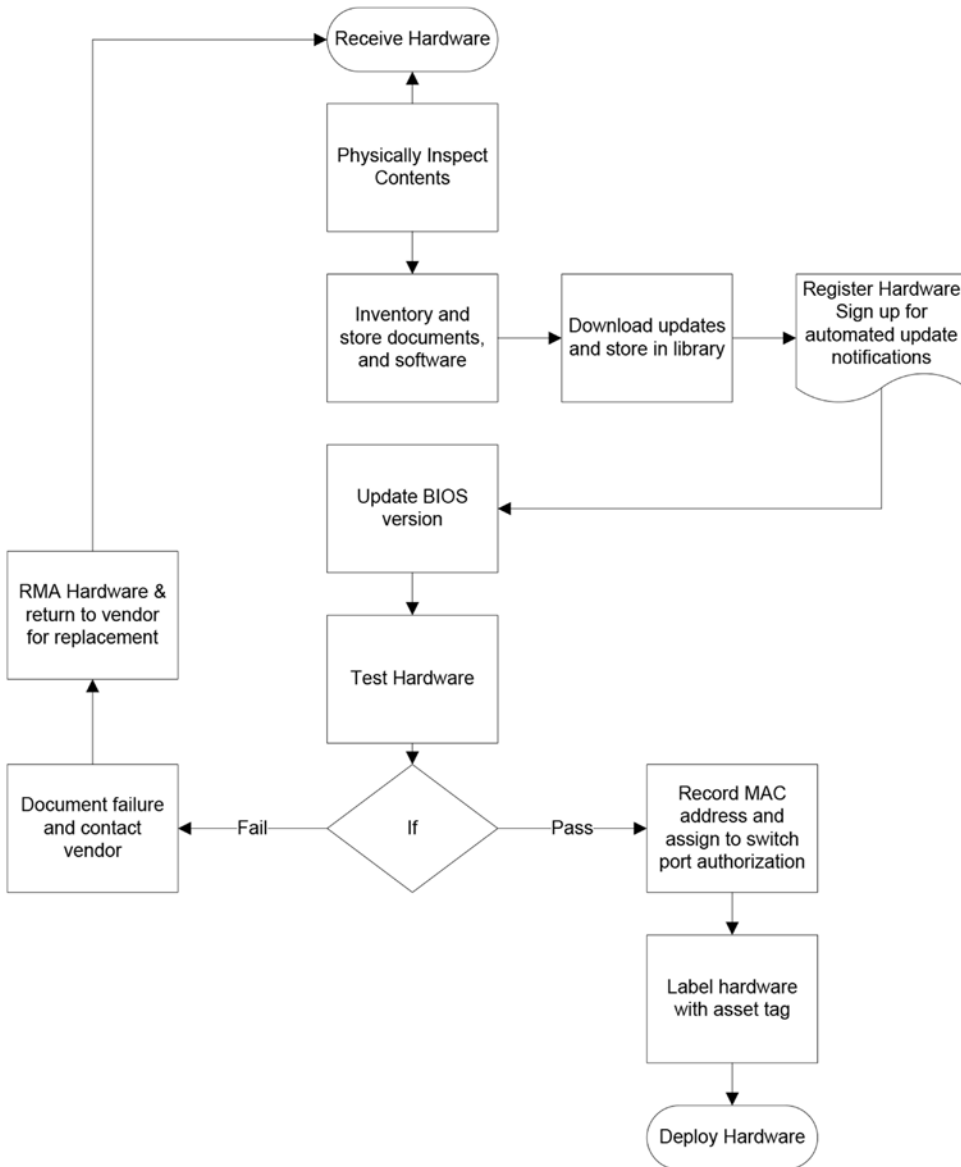 Receive Hardware
Physically Inspect
Contents
Inventory and
store documents,
and software
Download updates
and store in library
Register Hardware
Sign up for
automated update
notifications
Update BIOS
version
RMA Hardware &
return to vendor
for replacement
Test Hardware
Document failure
and contact
vendor
Fail
If
Pass
Record MAC
address and
assign to switch
port authorization
Label hardware
with asset tag
Deploy Hardware